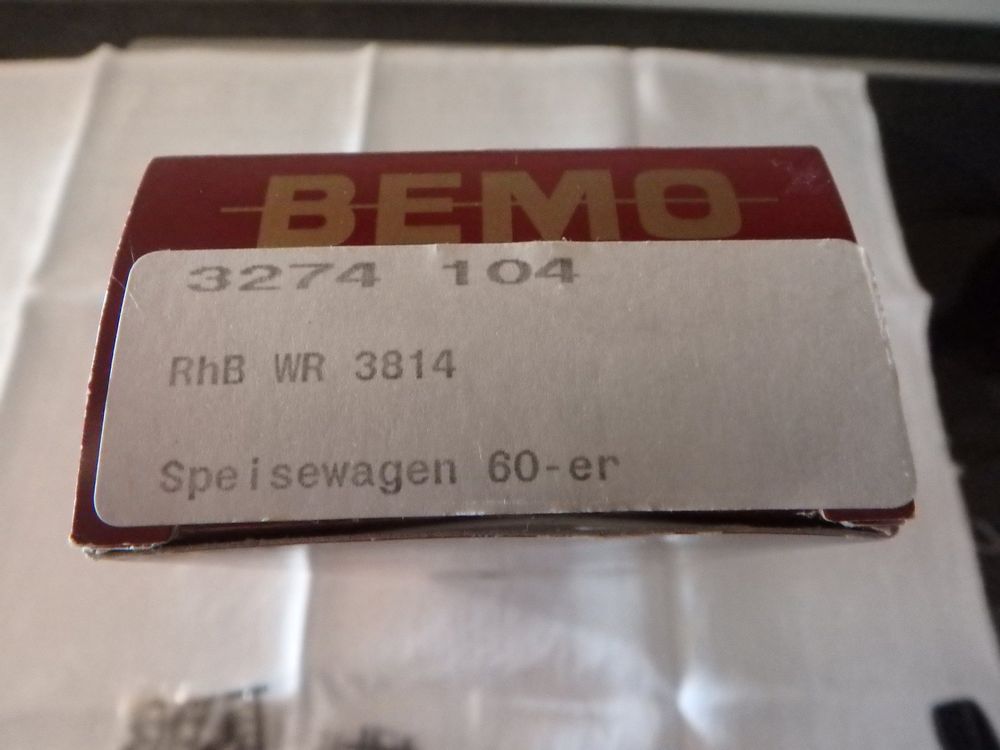 BEMO
3274 104
RhB WR 3814
Speisewagen 60-er